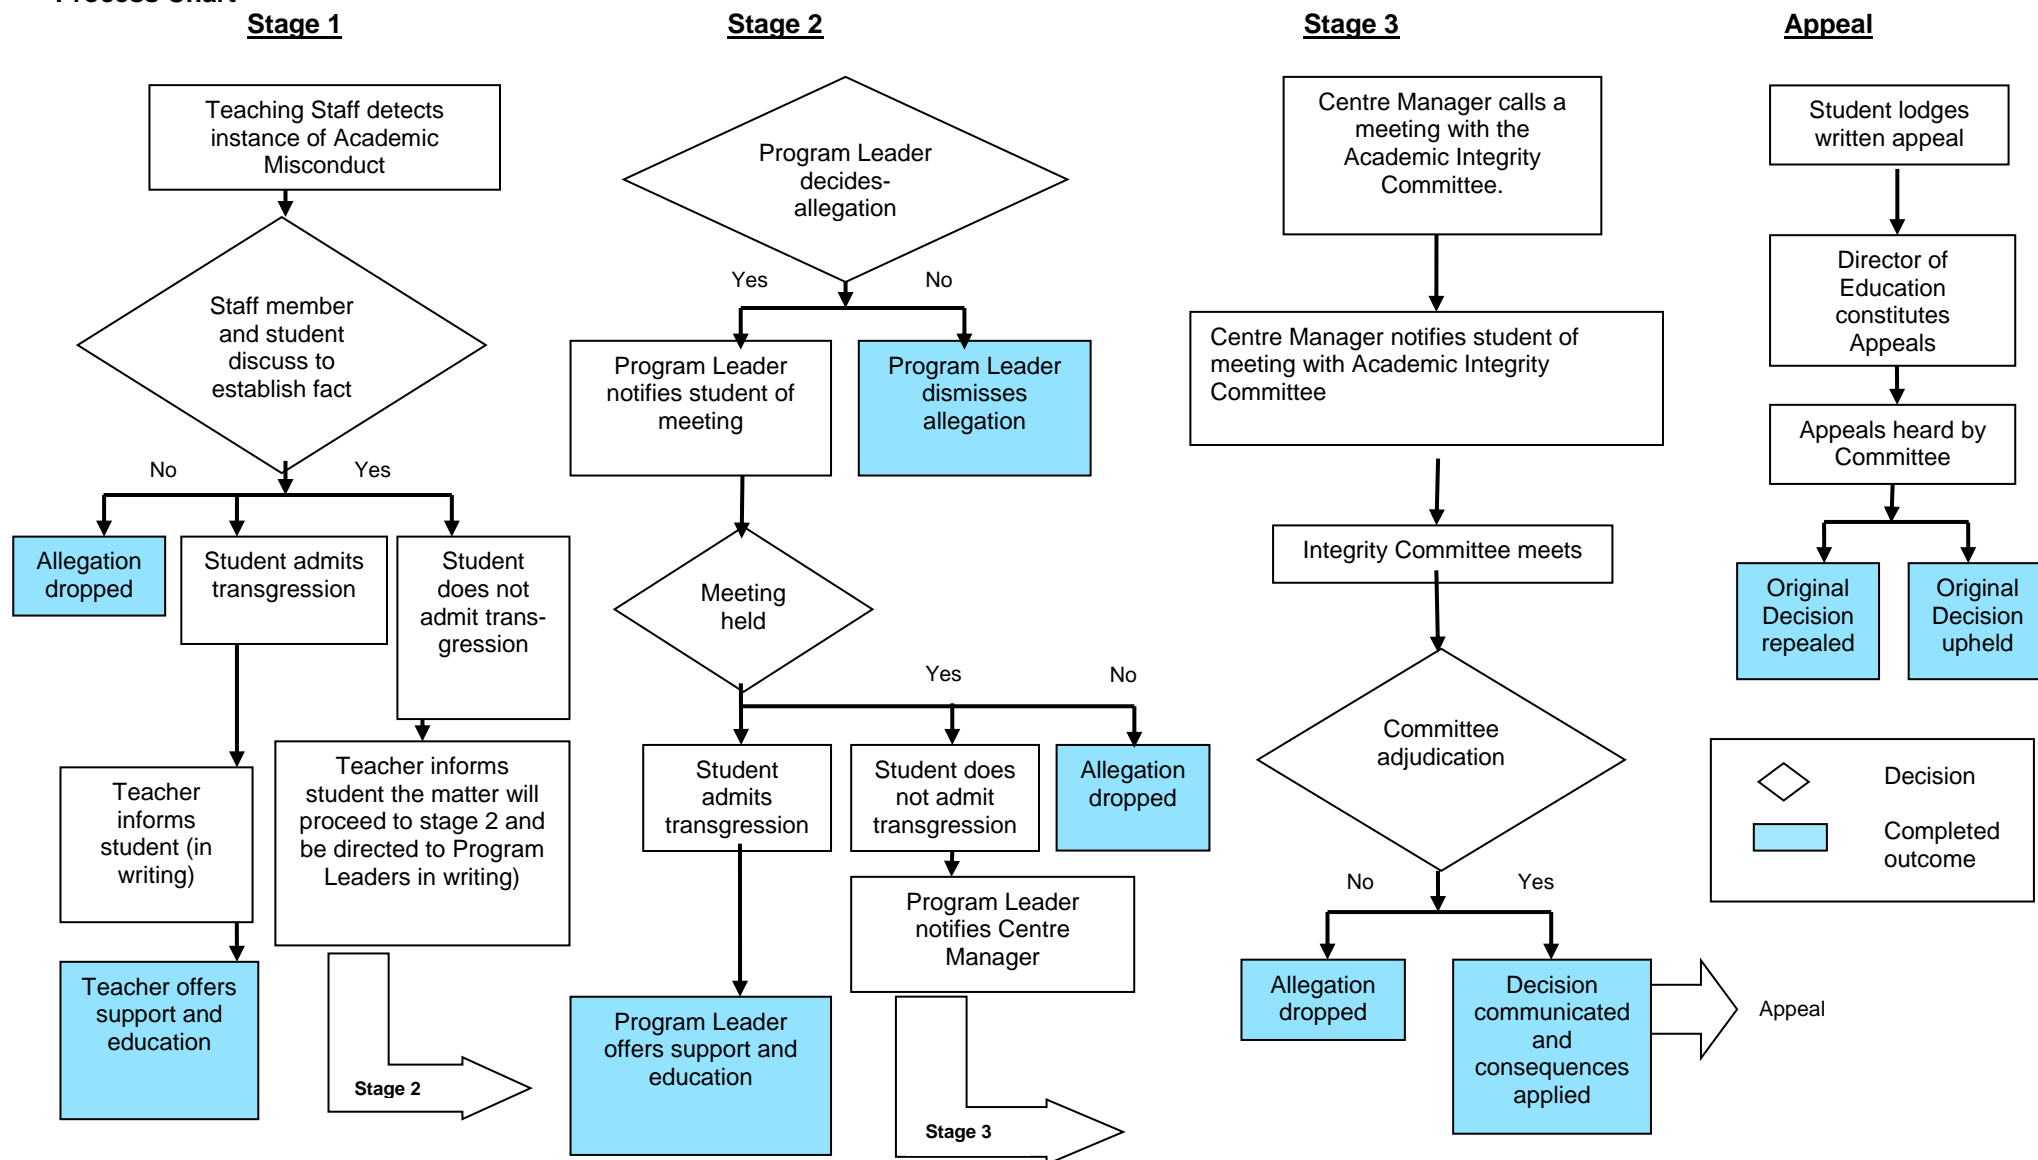 Process Chart
Stage 1
Teaching Staff detects
instance of Academic
Misconduct
Staff member
and student
discuss to
establish fact
No
Yes
Allegation
dropped
Student admits
transgression
Student
does not
admit trans-
gression
Teacher
informs
student (in
writing)
Teacher informs
student the matter will
proceed to stage 2 and
be directed to Program
Leaders in writing)
Teacher offers
support and
education
Stage 2
Stage 2
Program Leader
decides-
allegation
Yes
No
Program Leader
notifies student of
meeting
Program Leader
dismisses
allegation
Meeting
held
Yes
No
Student
admits
transgression
Student does
not admit
transgression
Allegation
dropped
Program Leader
notifies Centre
Manager
Program Leader
offers support and
education
Stage 3
Stage 3
Centre Manager calls a
meeting with the
Academic Integrity
Committee.
Centre Manager notifies student of
meeting with Academic Integrity
Committee
Integrity Committee meets
Committee
adjudication
No
Yes
Allegation
dropped
Decision
communicated
and
consequences
applied
Appeal
Appeal
Student lodges
written appeal
Director of
Education
constitutes
Appeals
Appeals heard by
Committee
Original
Decision
repealed
Original
Decision
upheld
Decision
Completed
outcome